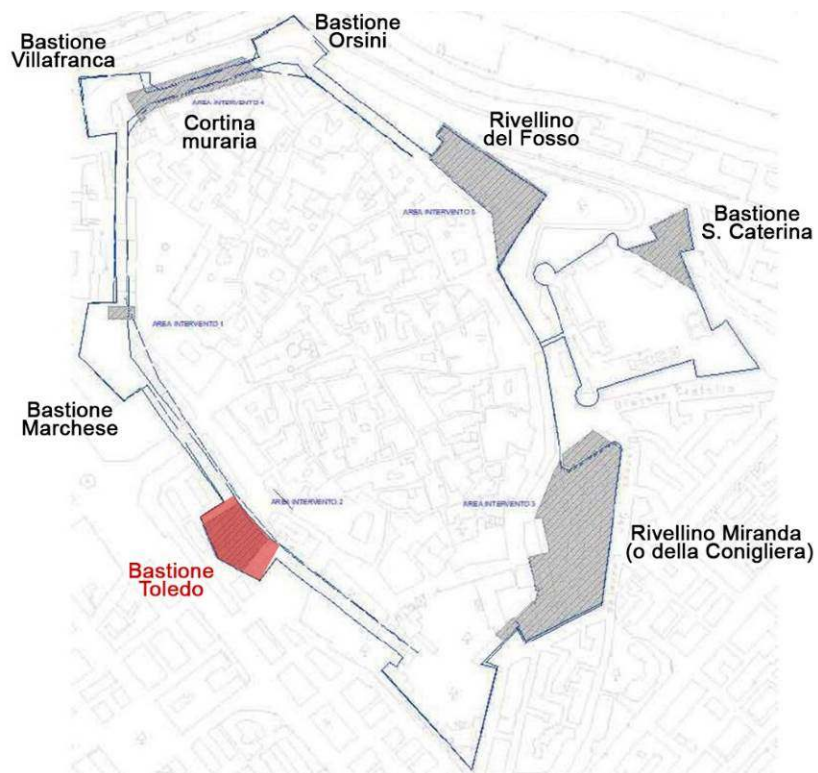 Bastione
Orsini
Bastione
Villafranca
AREA INTERVENTO 4
Cortina
muraria
Rivellino
del Fosso
AREA INTERVENTO 5
Bastione
S. Caterina
AREA INTERVENTO 1
Bastione
Marchese
AREA INTERVENTO 2
AREA INTERVENTO 3
Rivellino Miranda
(o della Conigliera)
Bastione
Toledo